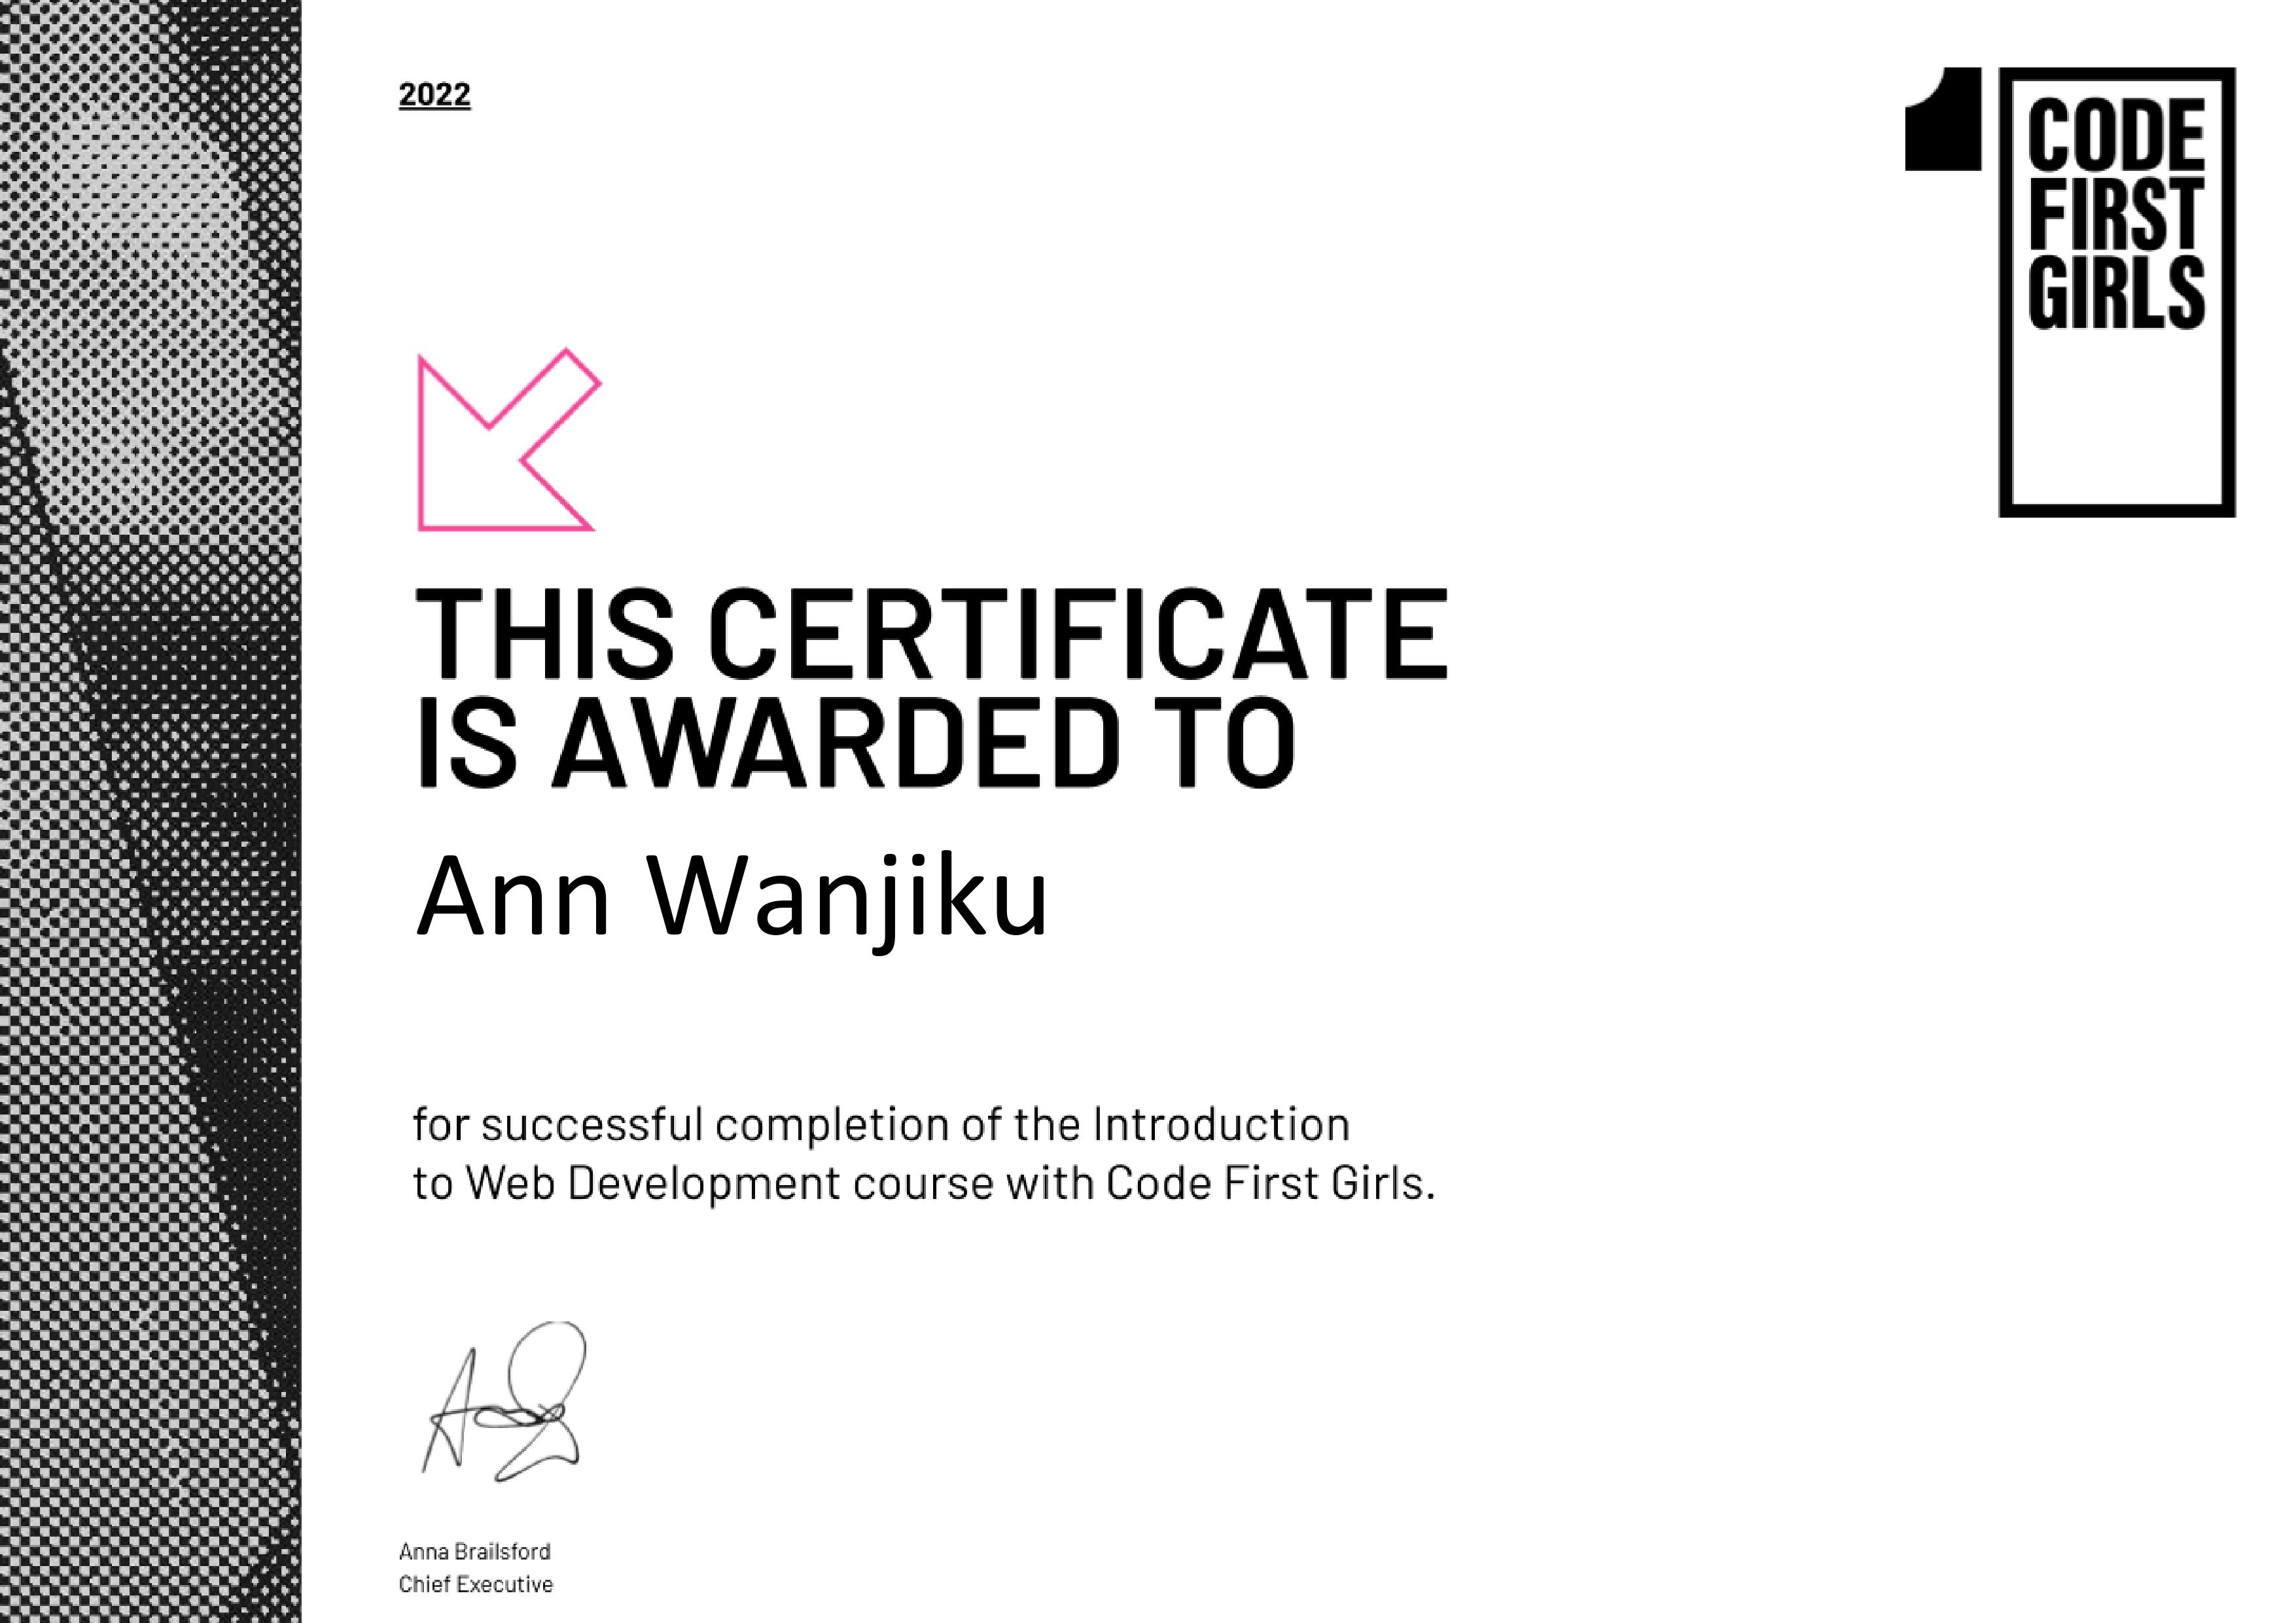 2022
CODE
FIRST
GIRLS
THIS CERTIFICATE
IS AWARDED TO
Ann Wanjiku
for successful completion of the Introduction
to Web Development course with Code First Girls.
Anna Brailsford
Chief Executive